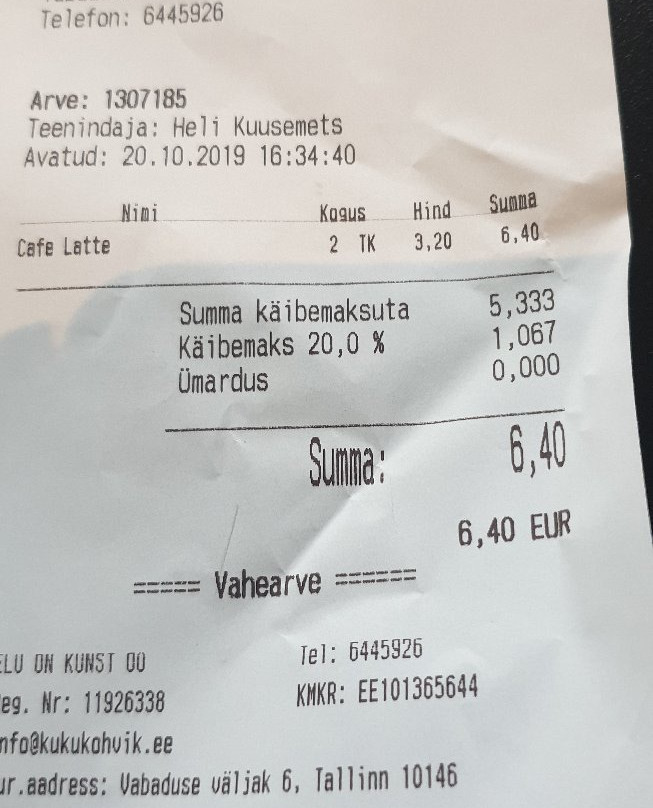 Telefon: 6445926
Arve: 1307185
Teenindaja: Heli Kuusemets
Avatud: 20.10.2019 16:34:40
Nimi Kogus Hind Summa
Cafe Latte 2 TK 3,20 6,40
Summa käibemaksuta 5,333
Käibemaks 20,0 % 1,067
Ümardus 0,000
Summa: 6,40
6,40 EUR
===== Vahearve ======
ELU ON KUNST OÜ Tel: 6445926
eg. Nr: 11926338 KMKR: EE101365644
nfo@kukukohvik.ee
ur.aadress: Vabaduse väljak 6, Tallinn 10146